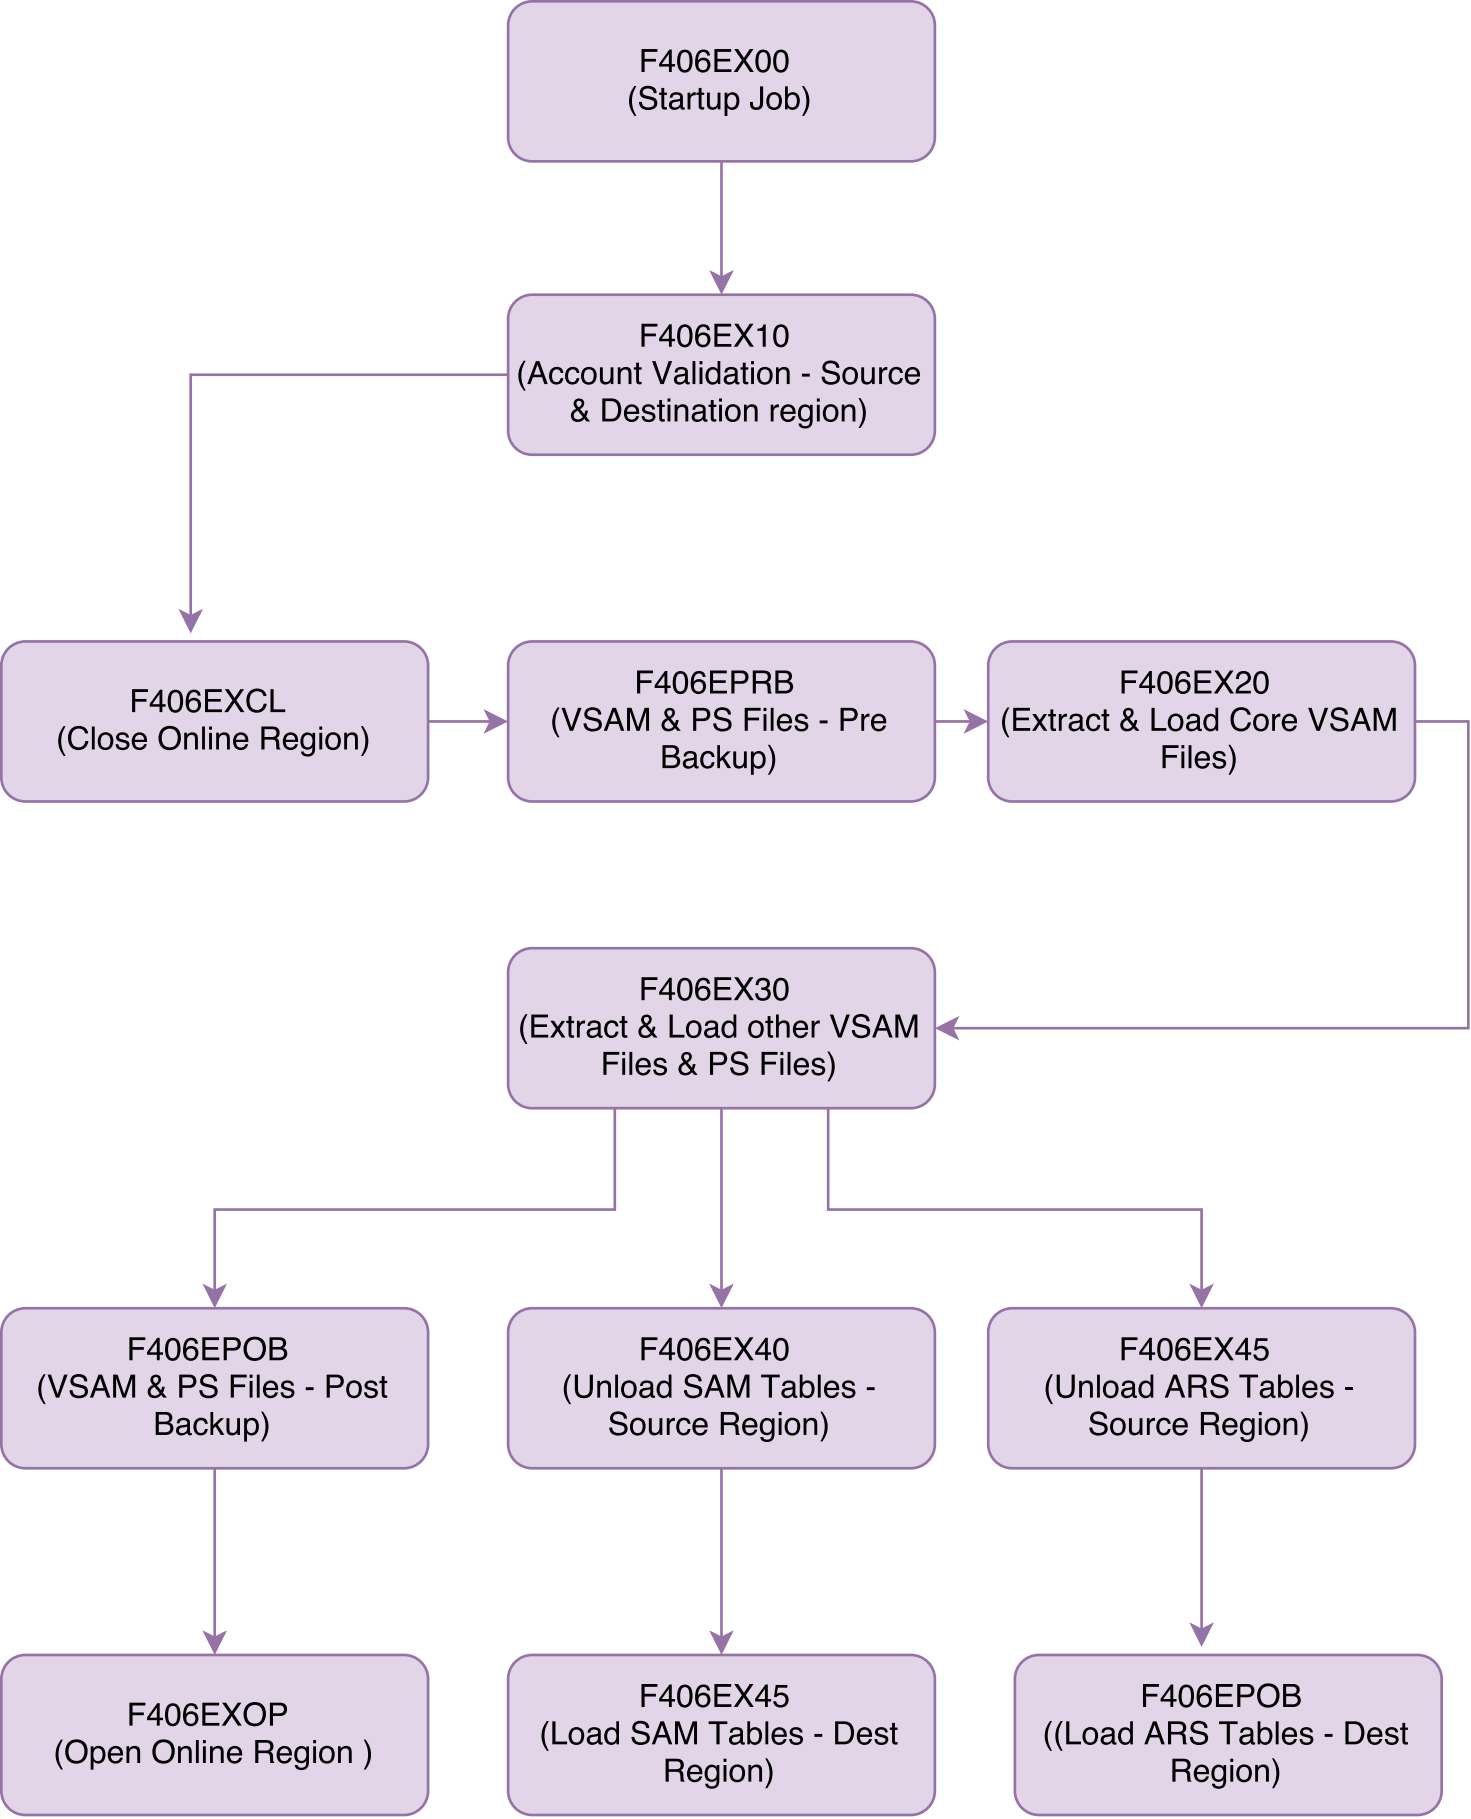 F406EX00
(Startup Job)
F406EX10
(Account Validation - Source
& Destination region)
F406EXCL
(Close Online Region)
F406EPRB
(VSAM & PS Files - Pre
Backup)
F406EX20
(Extract & Load Core VSAM
Files)
F406EX30
(Extract & Load other VSAM
Files & PS Files)
F406EPOB
(VSAM & PS Files - Post
Backup)
F406EX40
(Unload SAM Tables -
Source Region)
F406EX45
(Unload ARS Tables -
Source Region)
F406EXOP
(Open Online Region )
F406EX45
(Load SAM Tables - Dest
Region)
F406EPOB
((Load ARS Tables - Dest
Region)